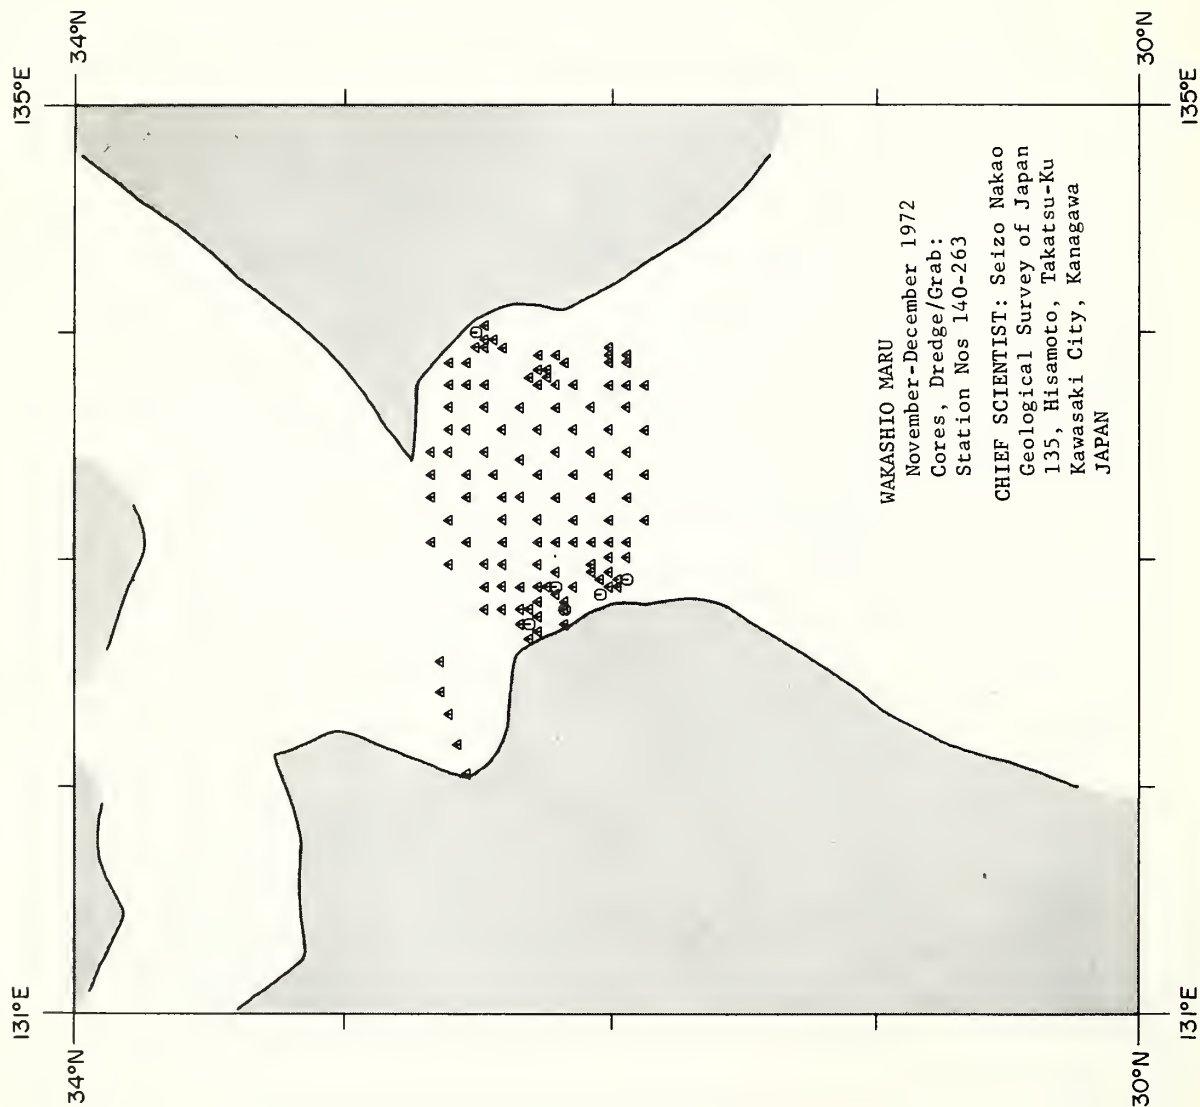 34°N
135°E
30°N
135°E
WAKASHIO MARU
November-December 1972
Cores, Dredge/Grab:
Station Nos 140-263
CHIEF SCIENTIST: Seizo Nakao
Geological Survey of Japan
135, Hisamoto, Takatsu-Ku
Kawasaki City, Kanagawa
JAPAN
131°E
34°N
131°E
30°N